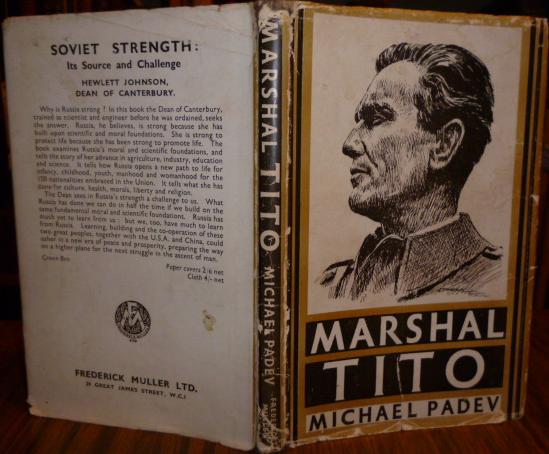 SOVIET STRENGTH:
Its Source and Challenge
HEWLETT JOHNSON,
DEAN OF CANTERBURY.
Why is Russia strong ? In this book the Dean of Canterbury,
trained as scientist and engineer before he was ordained, seeks
the answer. Russia, he believes, is strong because she has
built upon scientific and moral foundations. She is strong to
protect life because she has been strong to promote life. The
book examines Russia's moral and scientific foundations, and
tells the story of her advance in agriculture, industry, education
and science. It tells how Russia opens a new path to life for
infancy, childhood, youth, manhood and womanhood for the
nationalities embraced in the Union. It tells what she has
done for culture, health, morals, liberty and religion.
The Dean sees in Russia's strength a challenge to us. What
Russia has done we can do in half the time if we build on the
same fundamental moral and scientific foundations. Russia has
much yet to learn from us : but we, too, have much to learn
from Russia. Learning, building and the co-operation of these
two great peoples, together with the U.S.A. and China, could
usher in a new era of peace and prosperity, preparing the way
on a higher plane for the next struggle in the ascent of man.
Crown 8vo
Paper covers 2/6 net
Cloth 4/- net
FREDERICK MULLER LTD.
29 GREAT JAMES STREET, W.C.1
MARSHAL TITO MICHAEL PADEV
FREDERICK
MULLER
MARSHAL
TITO
MICHAEL PADEV